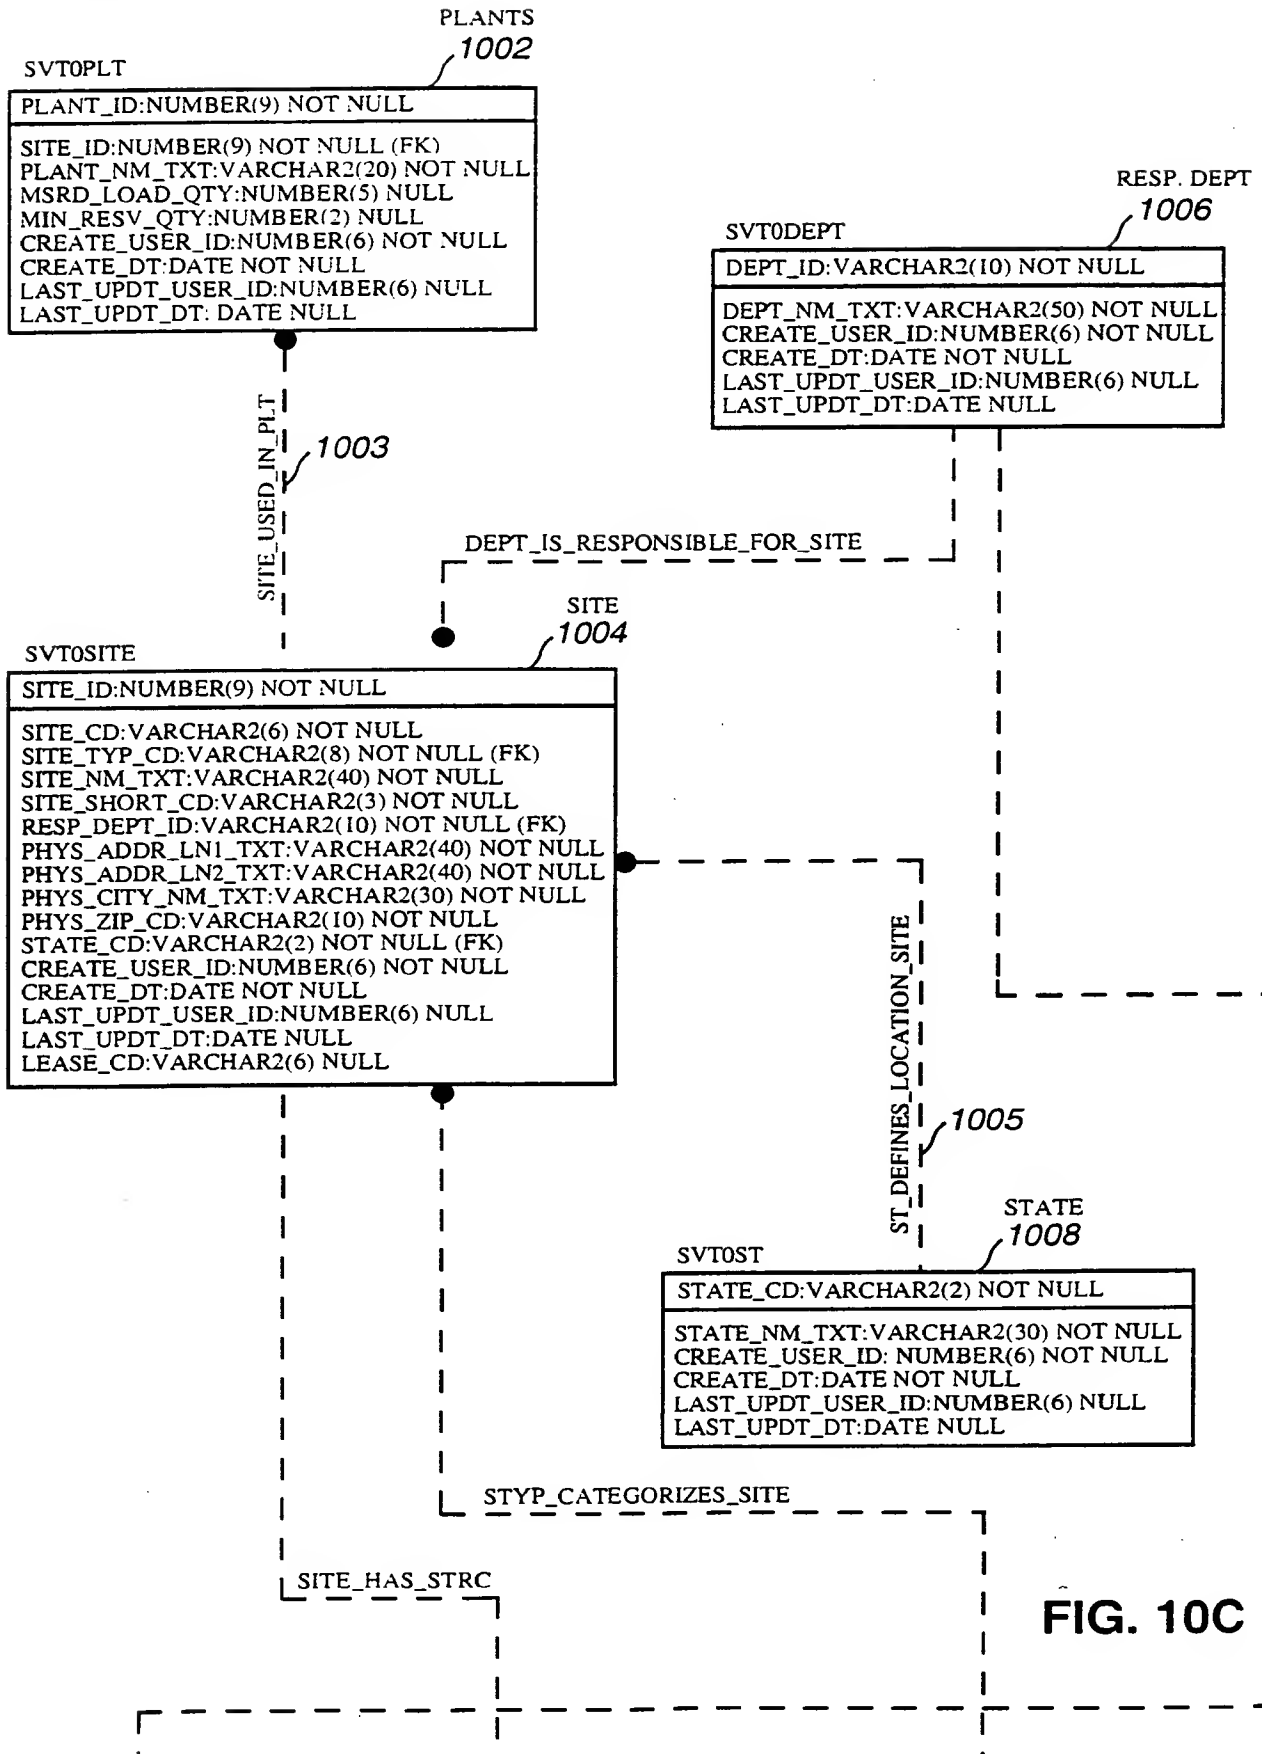 PLANTS
1002
SVT0PLT
PLANT_ID:NUMBER(9) NOT NULL
SITE_ID:NUMBER(9) NOT NULL (FK)
PLANT_NM_TXT:VARCHAR2(20) NOT NULL
MSRD_LOAD_QTY:NUMBER(5) NULL
MIN_RESV_QTY:NUMBER(2) NULL
CREATE_USER_ID:NUMBER(6) NOT NULL
CREATE_DT:DATE NOT NULL
LAST_UPDT_USER_ID:NUMBER(6) NULL
LAST_UPDT_DT: DATE NULL
RESP. DEPT
1006
SVT0DEPT
DEPT_ID:VARCHAR2(10) NOT NULL
DEPT_NM_TXT:VARCHAR2(50) NOT NULL
CREATE_USER_ID:NUMBER(6) NOT NULL
CREATE_DT:DATE NOT NULL
LAST_UPDT_USER_ID:NUMBER(6) NULL
LAST_UPDT_DT:DATE NULL
SITE_USED_IN_PLT
1003
DEPT_IS_RESPONSIBLE_FOR_SITE
SITE
1004
SVT0SITE
SITE_ID:NUMBER(9) NOT NULL
SITE_CD:VARCHAR2(6) NOT NULL
SITE_TYP_CD:VARCHAR2(8) NOT NULL (FK)
SITE_NM_TXT:VARCHAR2(40) NOT NULL
SITE_SHORT_CD:VARCHAR2(3) NOT NULL
RESP_DEPT_ID:VARCHAR2(10) NOT NULL (FK)
PHYS_ADDR_LN1_TXT:VARCHAR2(40) NOT NULL
PHYS_ADDR_LN2_TXT:VARCHAR2(40) NOT NULL
PHYS_CITY_NM_TXT:VARCHAR2(30) NOT NULL
PHYS_ZIP_CD:VARCHAR2(10) NOT NULL
STATE_CD:VARCHAR2(2) NOT NULL (FK)
CREATE_USER_ID:NUMBER(6) NOT NULL
CREATE_DT:DATE NOT NULL
LAST_UPDT_USER_ID:NUMBER(6) NULL
LAST_UPDT_DT:DATE NULL
LEASE_CD:VARCHAR2(6) NULL
ST_DEFINES_LOCATION_SITE
1005
STATE
1008
SVT0ST
STATE_CD:VARCHAR2(2) NOT NULL
STATE_NM_TXT:VARCHAR2(30) NOT NULL
CREATE_USER_ID: NUMBER(6) NOT NULL
CREATE_DT:DATE NOT NULL
LAST_UPDT_USER_ID:NUMBER(6) NULL
LAST_UPDT_DT:DATE NULL
STYP_CATEGORIZES_SITE
SITE_HAS_STRC
FIG. 10C